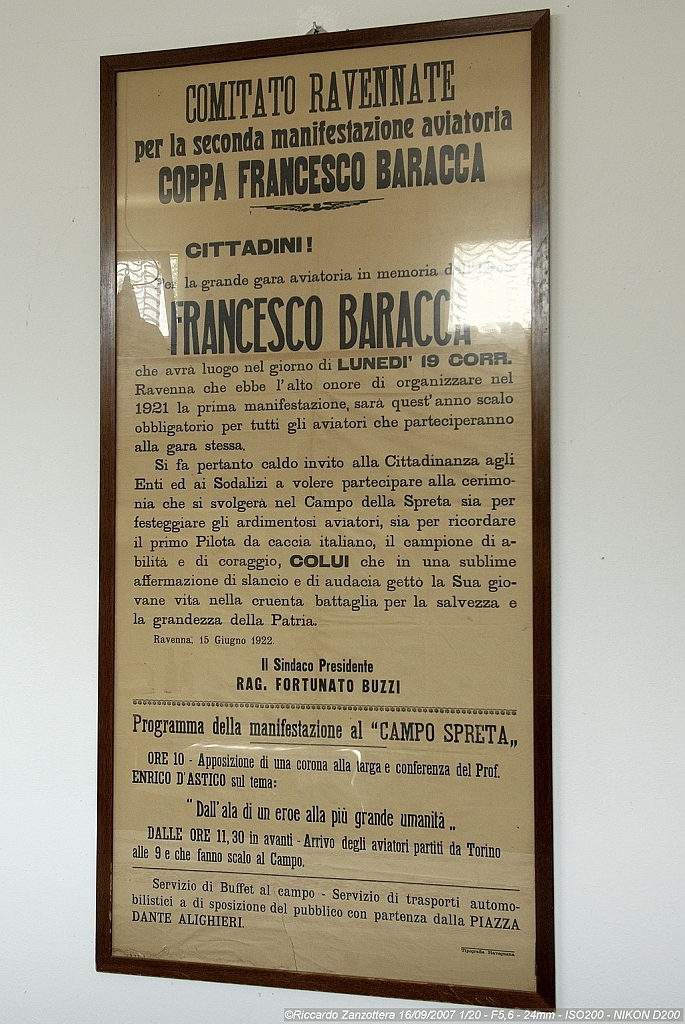 COMITATO RAVENNATE
per la seconda manifestazione aviatoria
COPPA FRANCESCO BARACCA
CITTADINI!
Per la grande gara aviatoria in memoria
FRANCESCO BARACCA
che avrà luogo nel giorno di LUNEDI' 19 CORR.
Ravenna che ebbe l'alto onore di organizzare nel
1921 la prima manifestazione, sarà quest'anno scalo
obbligatorio per tutti gli aviatori che parteciperanno
alla gara stessa.
Si fa pertanto caldo invito alla Cittadinanza agli
Enti ed ai Sodalizi a volere partecipare alla cerimo-
nia che si svolgerà nel Campo della Spreta sia per
festeggiare gli ardimentosi aviatori, sia per ricordare
il primo Pilota da caccia italiano, il campione di a-
bilità e di coraggio, COLUI che in una sublime
affermazione di slancio e di audacia gettò la Sua gio-
vane vita nella cruenta battaglia per la salvezza e
la grandezza della Patria.
Ravenna, 15 Giugno 1922.
Il Sindaco Presidente
RAG. FORTUNATO BUZZI
Programma della manifestazione al "CAMPO SPRETA„
ORE 10 - Apposizione di una corona alla targa e conferenza del Prof.
ENRICO D'ASTICO sul tema:
"Dall'ala di un eroe alla più grande umanità„
DALLE ORE 11,30 in avanti - Arrivo degli aviatori partiti da Torino
alle 9 e che fanno scalo al Campo.
Servizio di Buffet al campo - Servizio di trasporti automo-
bilistici a di sposizione del pubblico con partenza dalla PIAZZA
DANTE ALIGHIERI.
Tipografia Ravegnana
©Riccardo Zanzottera 16/09/2007 1/20 - F5,6 - 24mm - ISO200 - NIKON D200